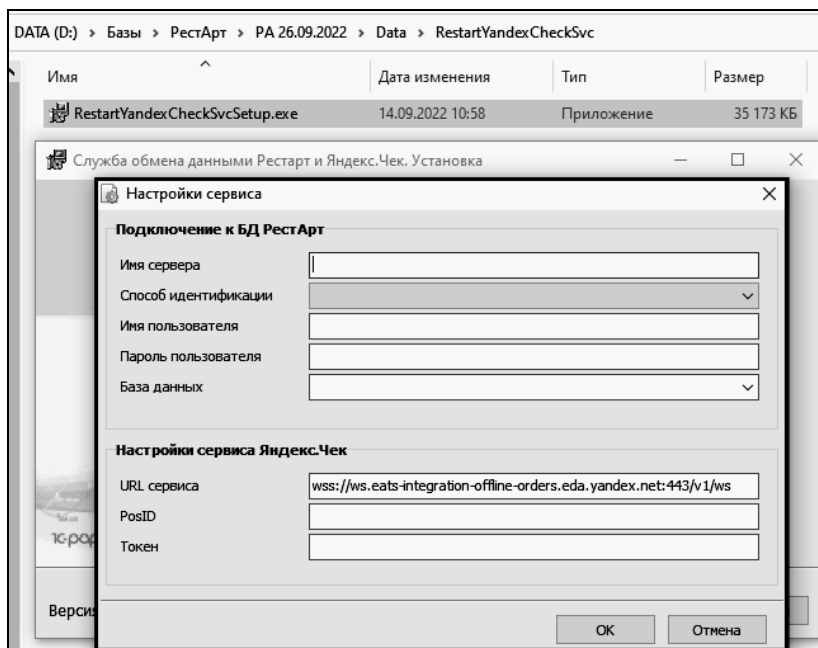 DATA (D:) > Базы > РестАрт > РА 26.09.2022 > Data > RestartYandexCheckSvc
Имя Дата изменения Тип Размер
RestartYandexCheckSvcSetup.exe 14.09.2022 10:58 Приложение 35 173 КБ
Служба обмена данными Рестарт и Яндекс.Чек. Установка
Настройки сервиса
Подключение к БД РестАрт
Имя сервера
Способ идентификации
Имя пользователя
Пароль пользователя
База данных
Настройки сервиса Яндекс.Чек
URL сервиса wss://ws.eats-integration-offline-orders.eda.yandex.net:443/v1/ws
PosID
Токен
Версия
OK Отмена